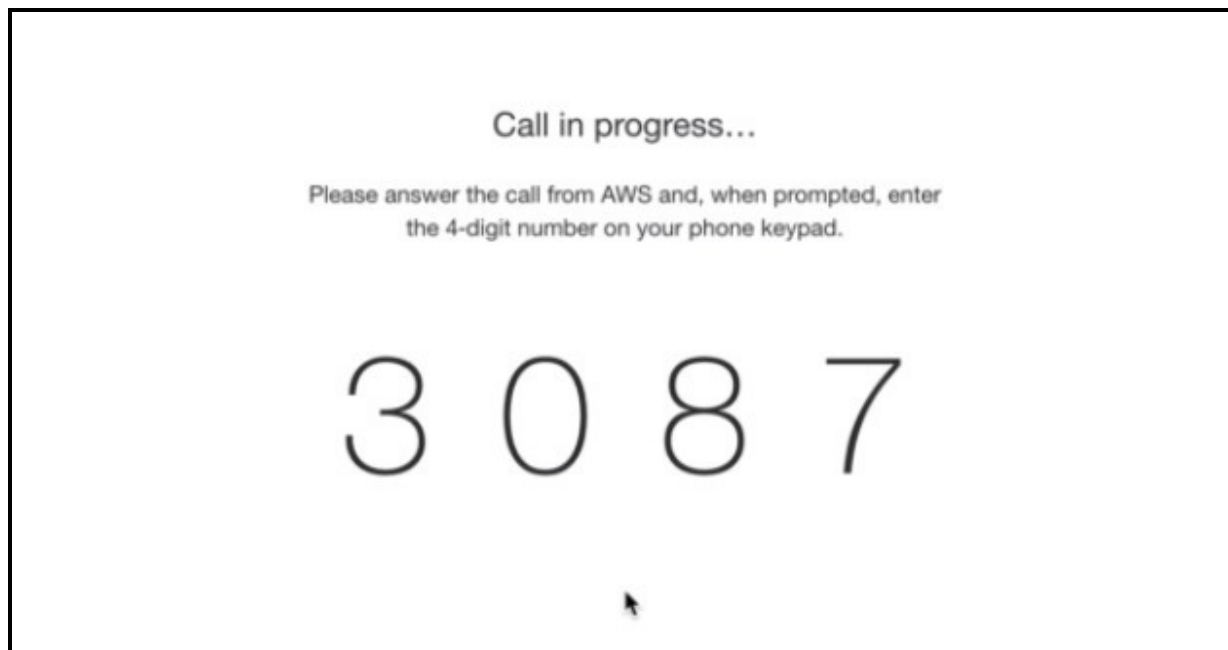 Call in progress...
Please answer the call from AWS and, when prompted, enter
the 4-digit number on your phone keypad.
3 0 8 7